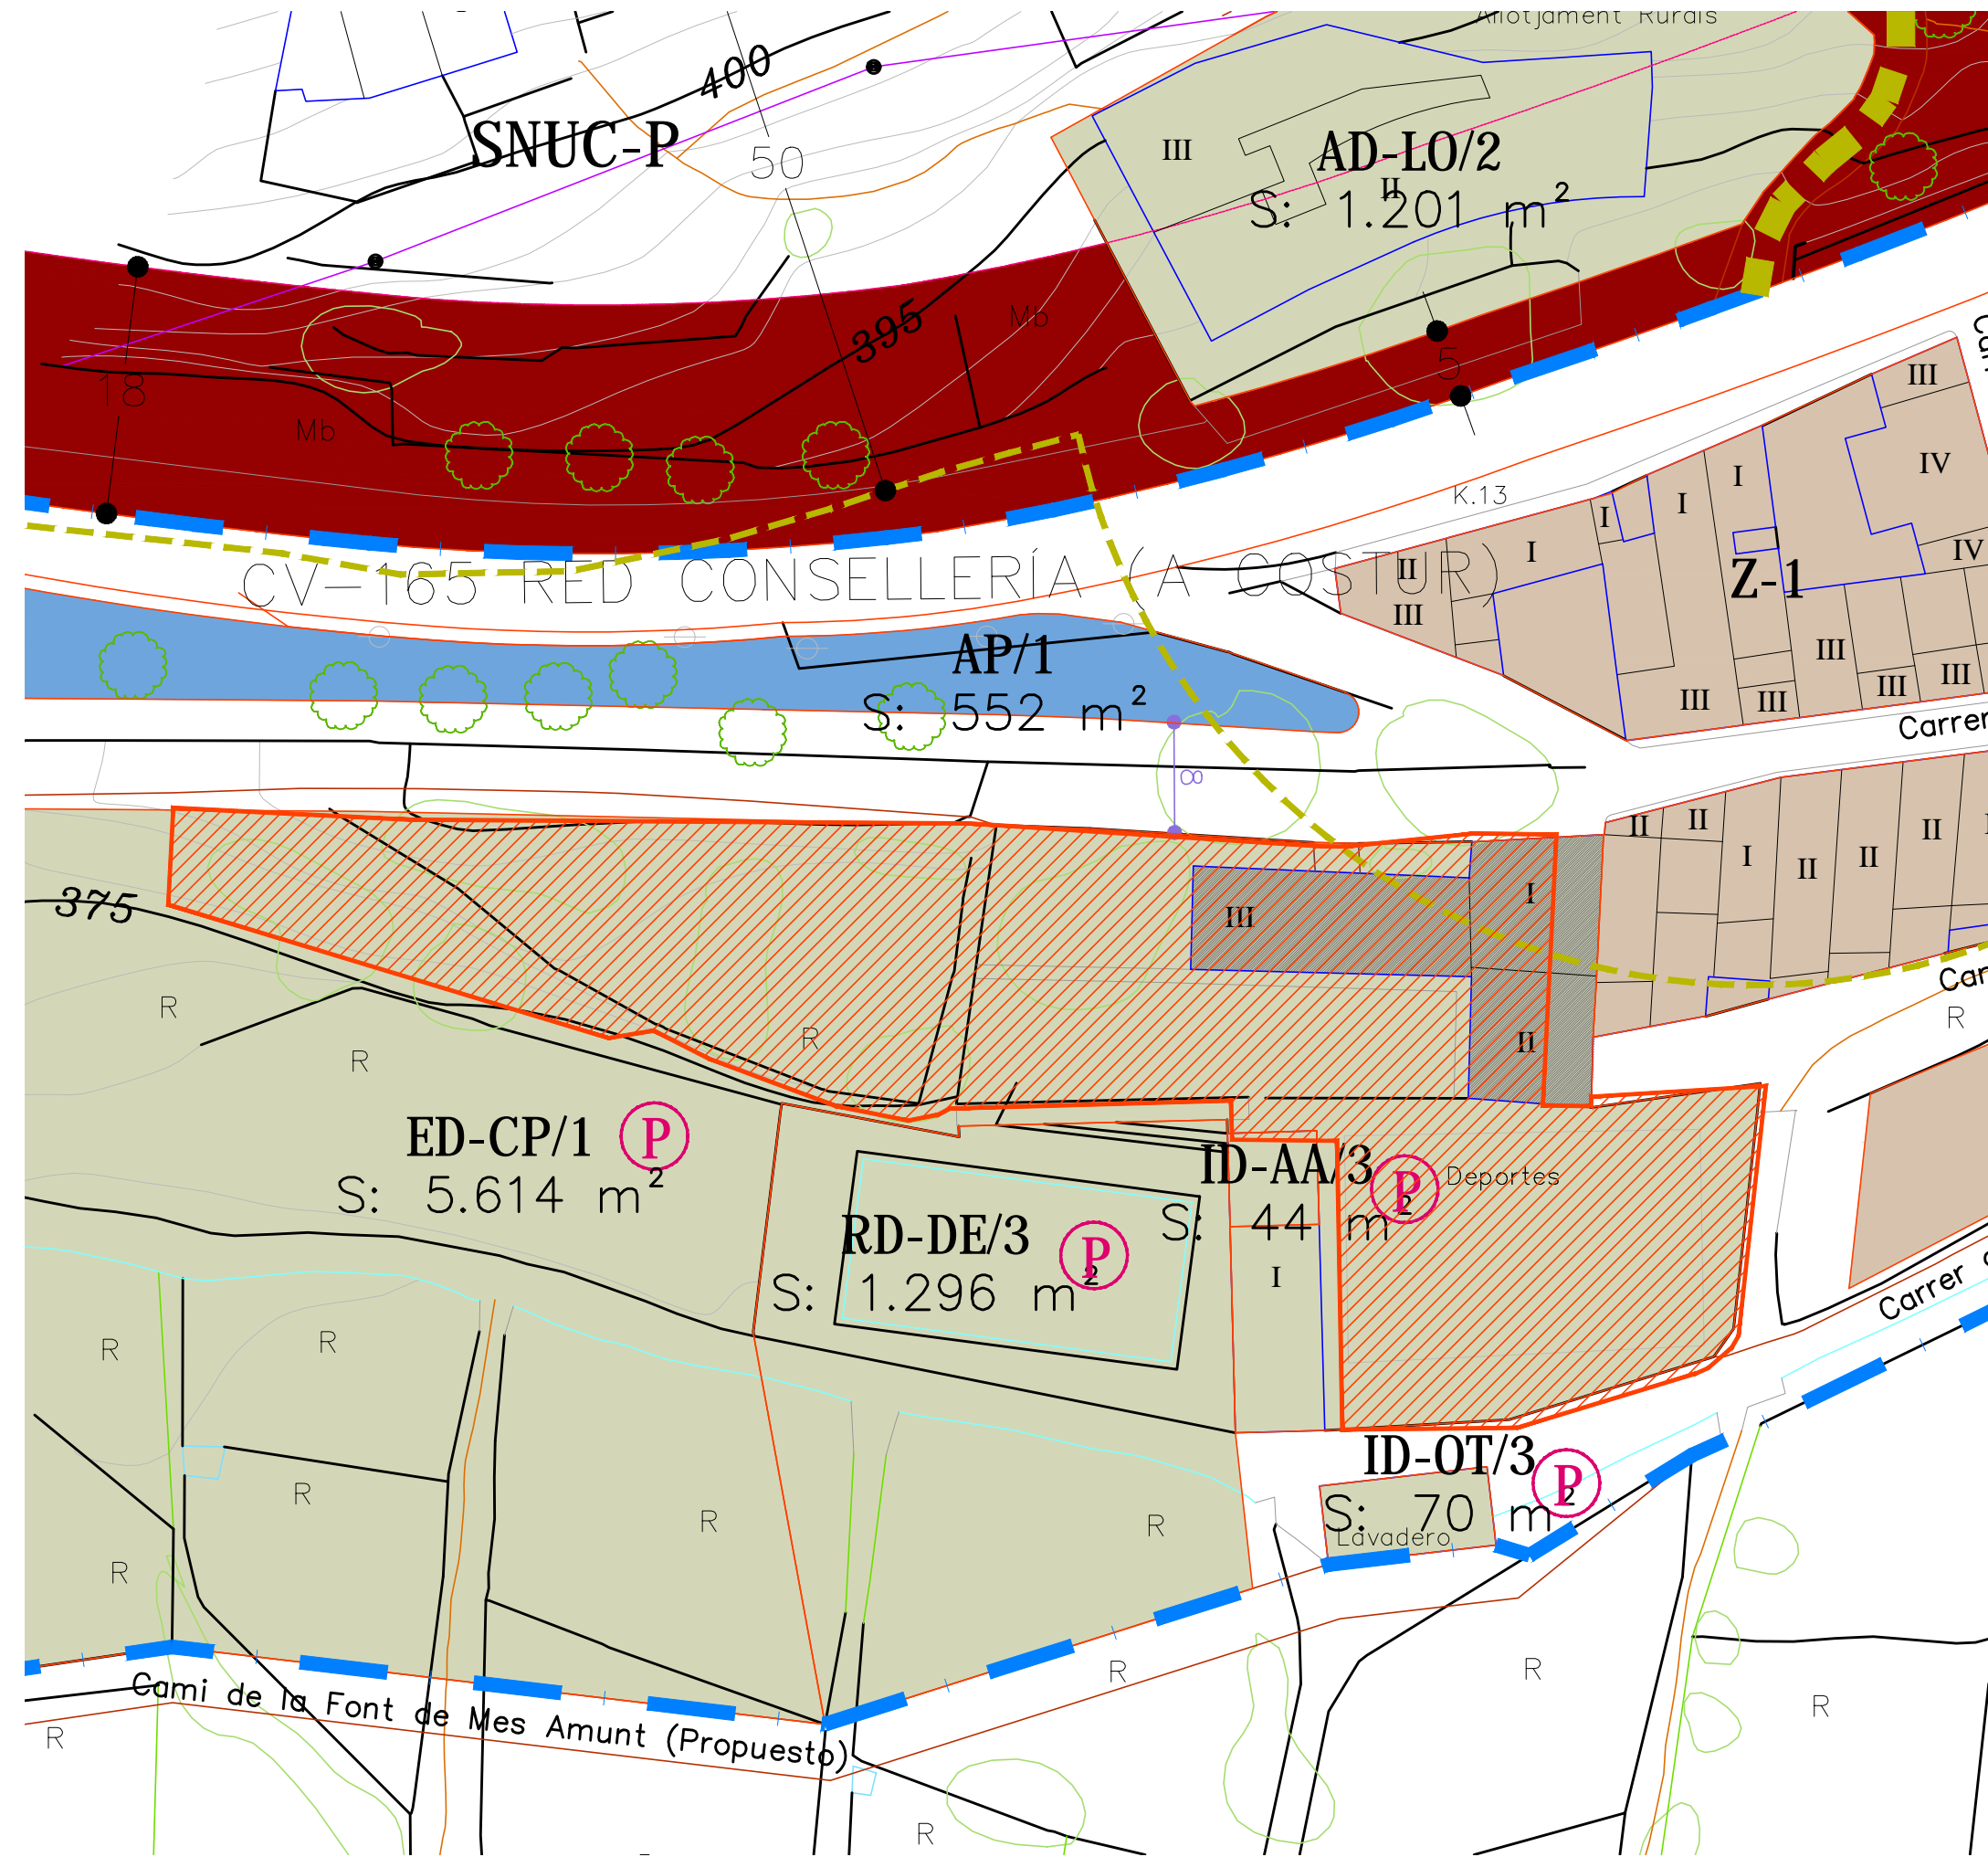 Allotjament Rurals
400
SNUC-P
50
III
AD-LO/2
II
S: 1.201 m²
395
Mb
18
Mb
5
III
IV
K.13
I
I
I
IV
CV-165 RED CONSELLERÍA (A COSTUR)
II
III
Z-1
III
III
III
III
III
AP/1
S: 552 m²
Carrer
8
II
II
I
II
II
II
375
III
I
II
R
R
R
R
ED-CP/1
P
S: 5.614 m²
ID-AA/3
P
Deportes
S: 44 m²
RD-DE/3
P
S: 1.296 m²
I
Carrer
R
R
R
R
R
R
ID-OT/3
P
S: 70 m²
Lavadero
Cami de la Font de Mes Amunt (Propuesto)
R
R
R
R
R